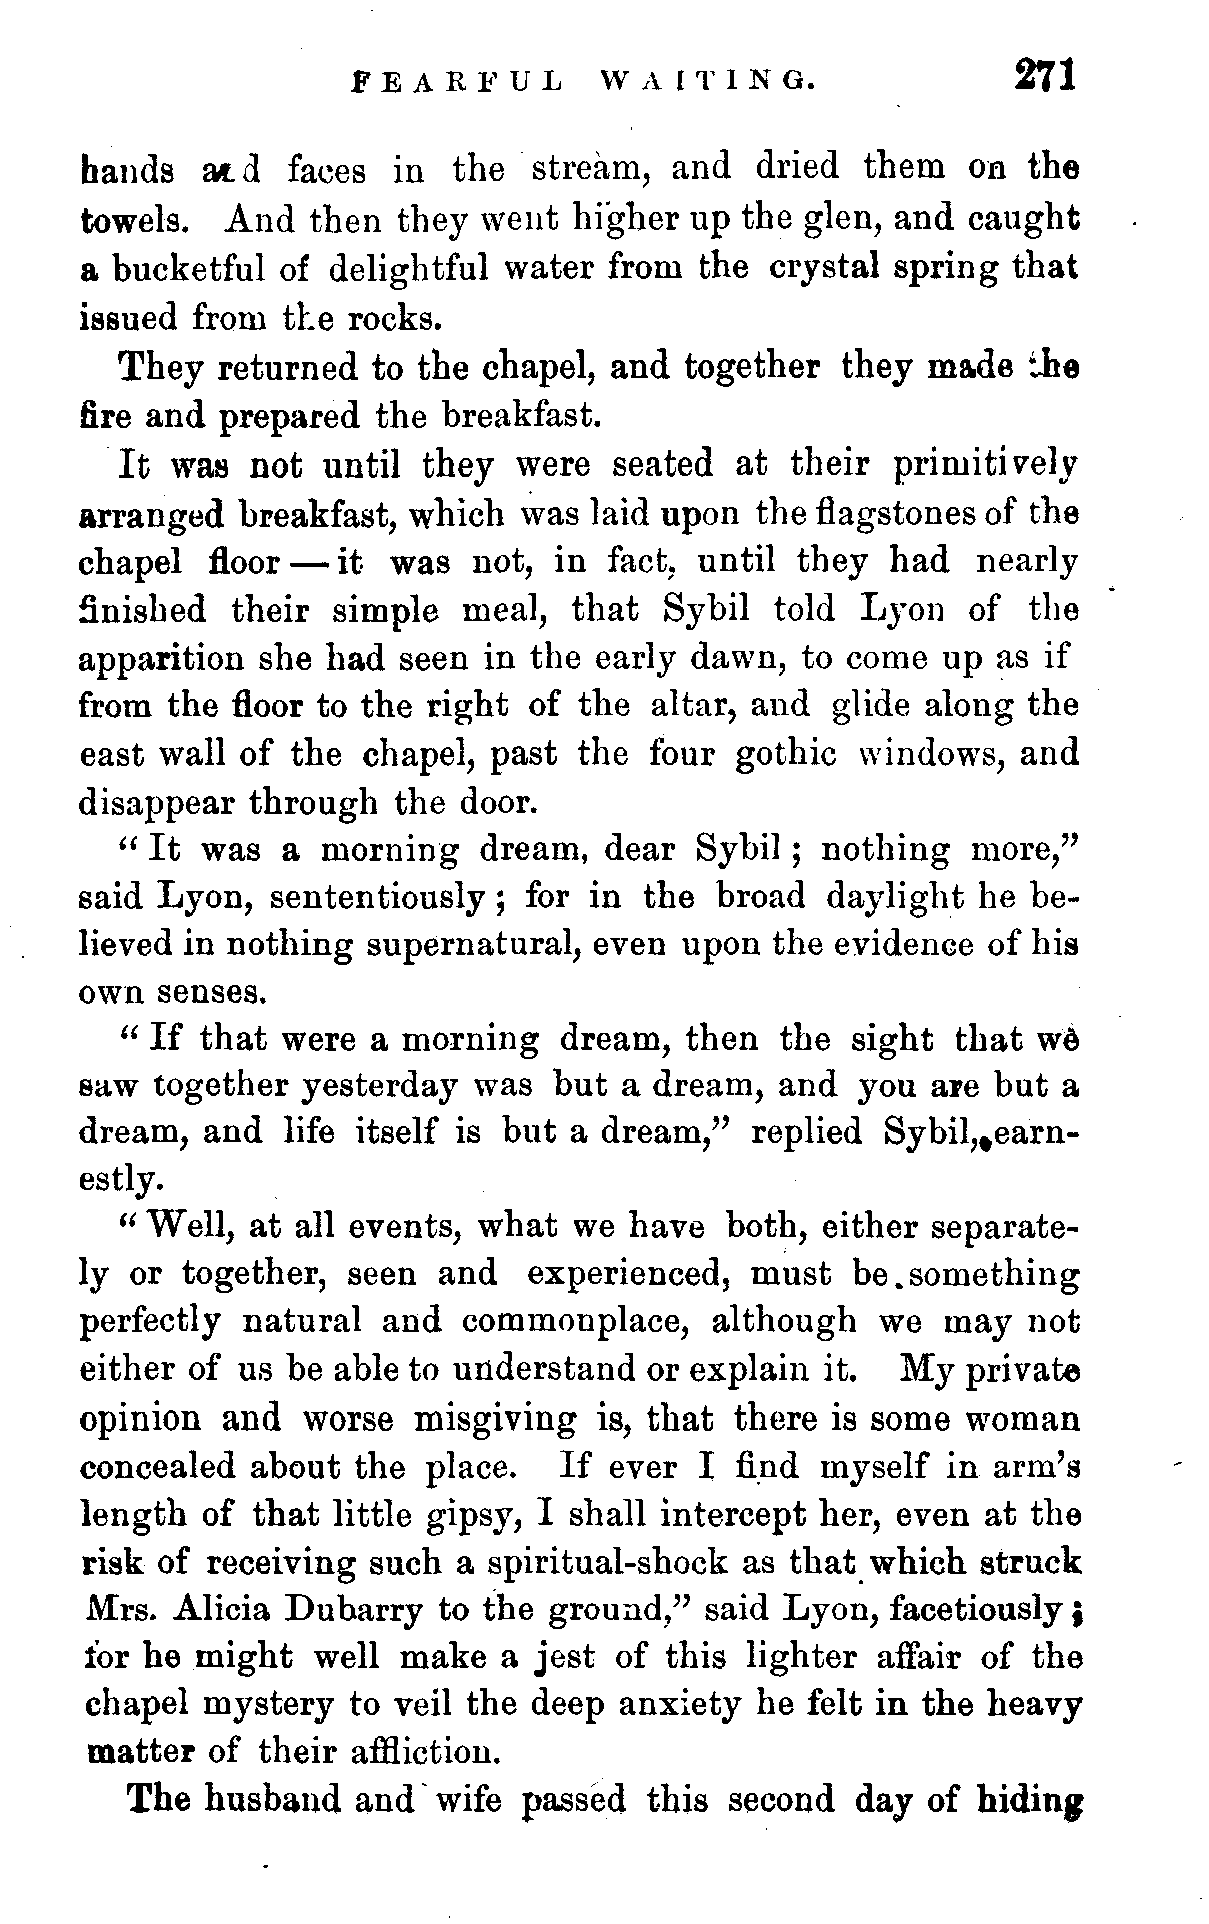 FEARFUL WAITING. 271
hands and faces in the stream, and dried them on the
towels. And then they went higher up the glen, and caught
a bucketful of delightful water from the crystal spring that
issued from the rocks.
They returned to the chapel, and together they made the
fire and prepared the breakfast.
It was not until they were seated at their primitively
arranged breakfast, which was laid upon the flagstones of the
chapel floor — it was not, in fact, until they had nearly
finished their simple meal, that Sybil told Lyon of the
apparition she had seen in the early dawn, to come up as if
from the floor to the right of the altar, and glide along the
east wall of the chapel, past the four gothic windows, and
disappear through the door.
“ It was a morning dream, dear Sybil ; nothing more,”
said Lyon, sententiously ; for in the broad daylight he be-
lieved in nothing supernatural, even upon the evidence of his
own senses.
“ If that were a morning dream, then the sight that we
saw together yesterday was but a dream, and you are but a
dream, and life itself is but a dream,” replied Sybil, earn-
estly.
“ Well, at all events, what we have both, either separate-
ly or together, seen and experienced, must be something
perfectly natural and commonplace, although we may not
either of us be able to understand or explain it. My private
opinion and worse misgiving is, that there is some woman
concealed about the place. If ever I find myself in arm’s
length of that little gipsy, I shall intercept her, even at the
risk of receiving such a spiritual-shock as that which struck
Mrs. Alicia Dubarry to the ground,” said Lyon, facetiously ;
for he might well make a jest of this lighter affair of the
chapel mystery to veil the deep anxiety he felt in the heavy
matter of their affliction.
The husband and wife passed this second day of hiding